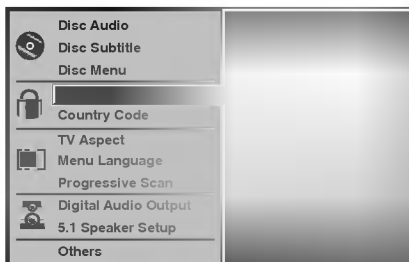 Disc Audio
Disc Subtitle
Disc Menu
Country Code
TV Aspect
Menu Language
Progressive Scan
Digital Audio Output
5.1 Speaker Setup
Others